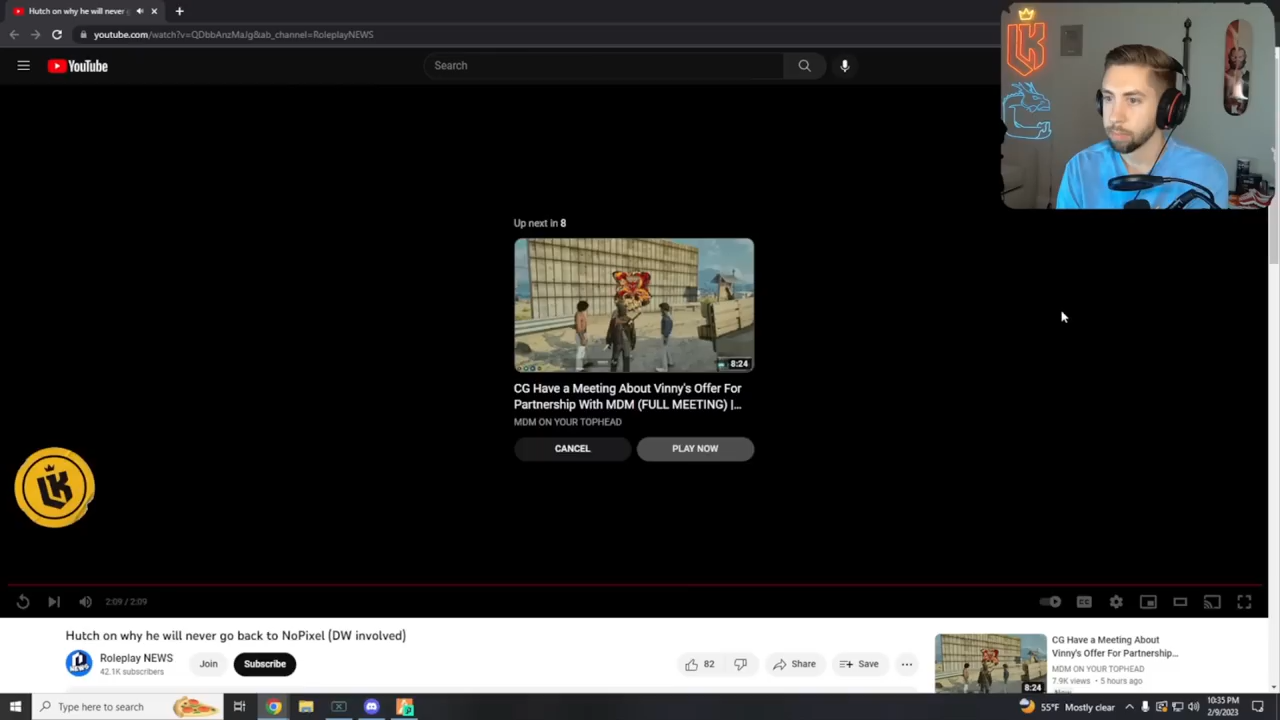 Hutch on why he will never g
youtube.com/watch?v=QDbbAnzMaJg&ab_channel=RoleplayNEWS
YouTube
Search
LK
Up next in 8
8:24
CG Have a Meeting About Vinny's Offer For
Partnership With MDM (FULL MEETING) |...
MDM ON YOUR TOPHEAD
CANCEL
PLAY NOW
LK
2:09 / 2:09
Hutch on why he will never go back to NoPixel (DW involved)
Roleplay NEWS
42.1K subscribers
Join
Subscribe
82
Share
Save
CG Have a Meeting About
Vinny's Offer For Partnership...
MDM ON YOUR TOPHEAD
7.9K views • 5 hours ago
8:24
Type here to search
55°F Mostly clear
10:35 PM
2/9/2023